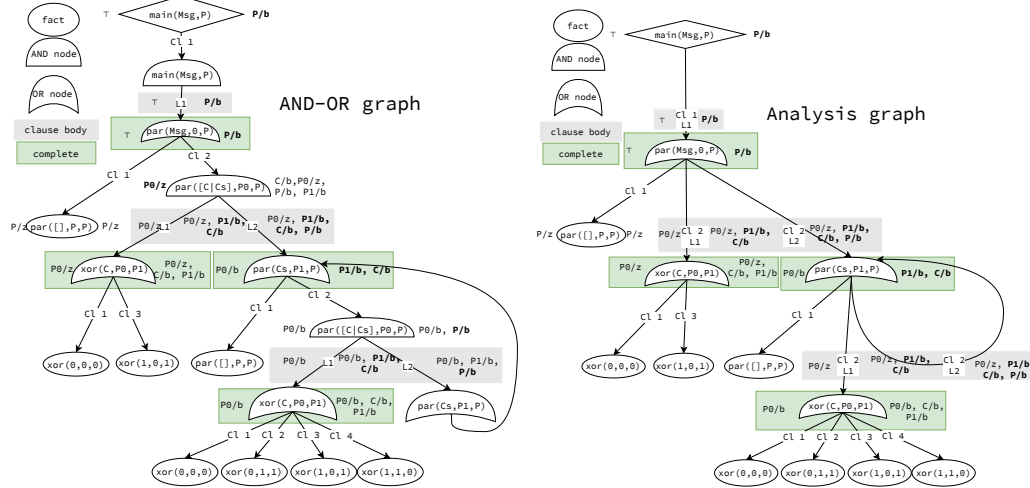 fact
AND node
OR node
clause body
complete
AND-OR graph
⊤
main(Msg,P)
P/b
Cl 1
main(Msg,P)
⊤
L1
P/b
⊤
par(Msg,0,P)
P/b
Cl 1
Cl 2
P0/z
par([C|Cs],P0,P)
C/b,P0/z,
P/b, P1/b
P/z
par([],P,P)
P/z
P0/z
L1
P0/z, P1/b,
C/b
L2
P0/z, P1/b,
C/b, P/b
P0/z
xor(C,P0,P1)
P0/z,
C/b, P1/b
P0/b
par(Cs,P1,P)
P1/b, C/b
Cl 1
Cl 3
Cl 1
Cl 2
xor(0,0,0)
xor(1,0,1)
par([],P,P)
P0/b
par([C|Cs],P0,P)
P0/b, P/b
P0/b
L1
P0/b, P1/b,
C/b
L2
P0/b, P1/b,
P/b
P0/b
xor(C,P0,P1)
P0/b, C/b,
P1/b
par(Cs,P1,P)
Cl 1
Cl 2
Cl 3
Cl 4
xor(0,0,0)
xor(0,1,1)
xor(1,0,1)
xor(1,1,0)
fact
AND node
OR node
clause body
complete
Analysis graph
⊤
main(Msg,P)
P/b
⊤
Cl 1
L1
P/b
⊤
par(Msg,0,P)
P/b
Cl 1
P/z
par([],P,P)
P/z
P0/z
Cl 2
L1
P0/z, P1/b,
C/b
Cl 2
L2
P0/z, P1/b,
C/b, P/b
P0/z
xor(C,P0,P1)
P0/z,
C/b, P1/b
P0/b
par(Cs,P1,P)
P1/b, C/b
Cl 1
Cl 3
Cl 1
xor(0,0,0)
xor(1,0,1)
par([],P,P)
P0/z
Cl 2
L1
P0/z, P1/b,
C/b
Cl 2
L2
P0/z, P1/b
C/b, P/b
P0/b
xor(C,P0,P1)
P0/b, C/b,
P1/b
Cl 1
Cl 2
Cl 3
Cl 4
xor(0,0,0)
xor(0,1,1)
xor(1,0,1)
xor(1,1,0)